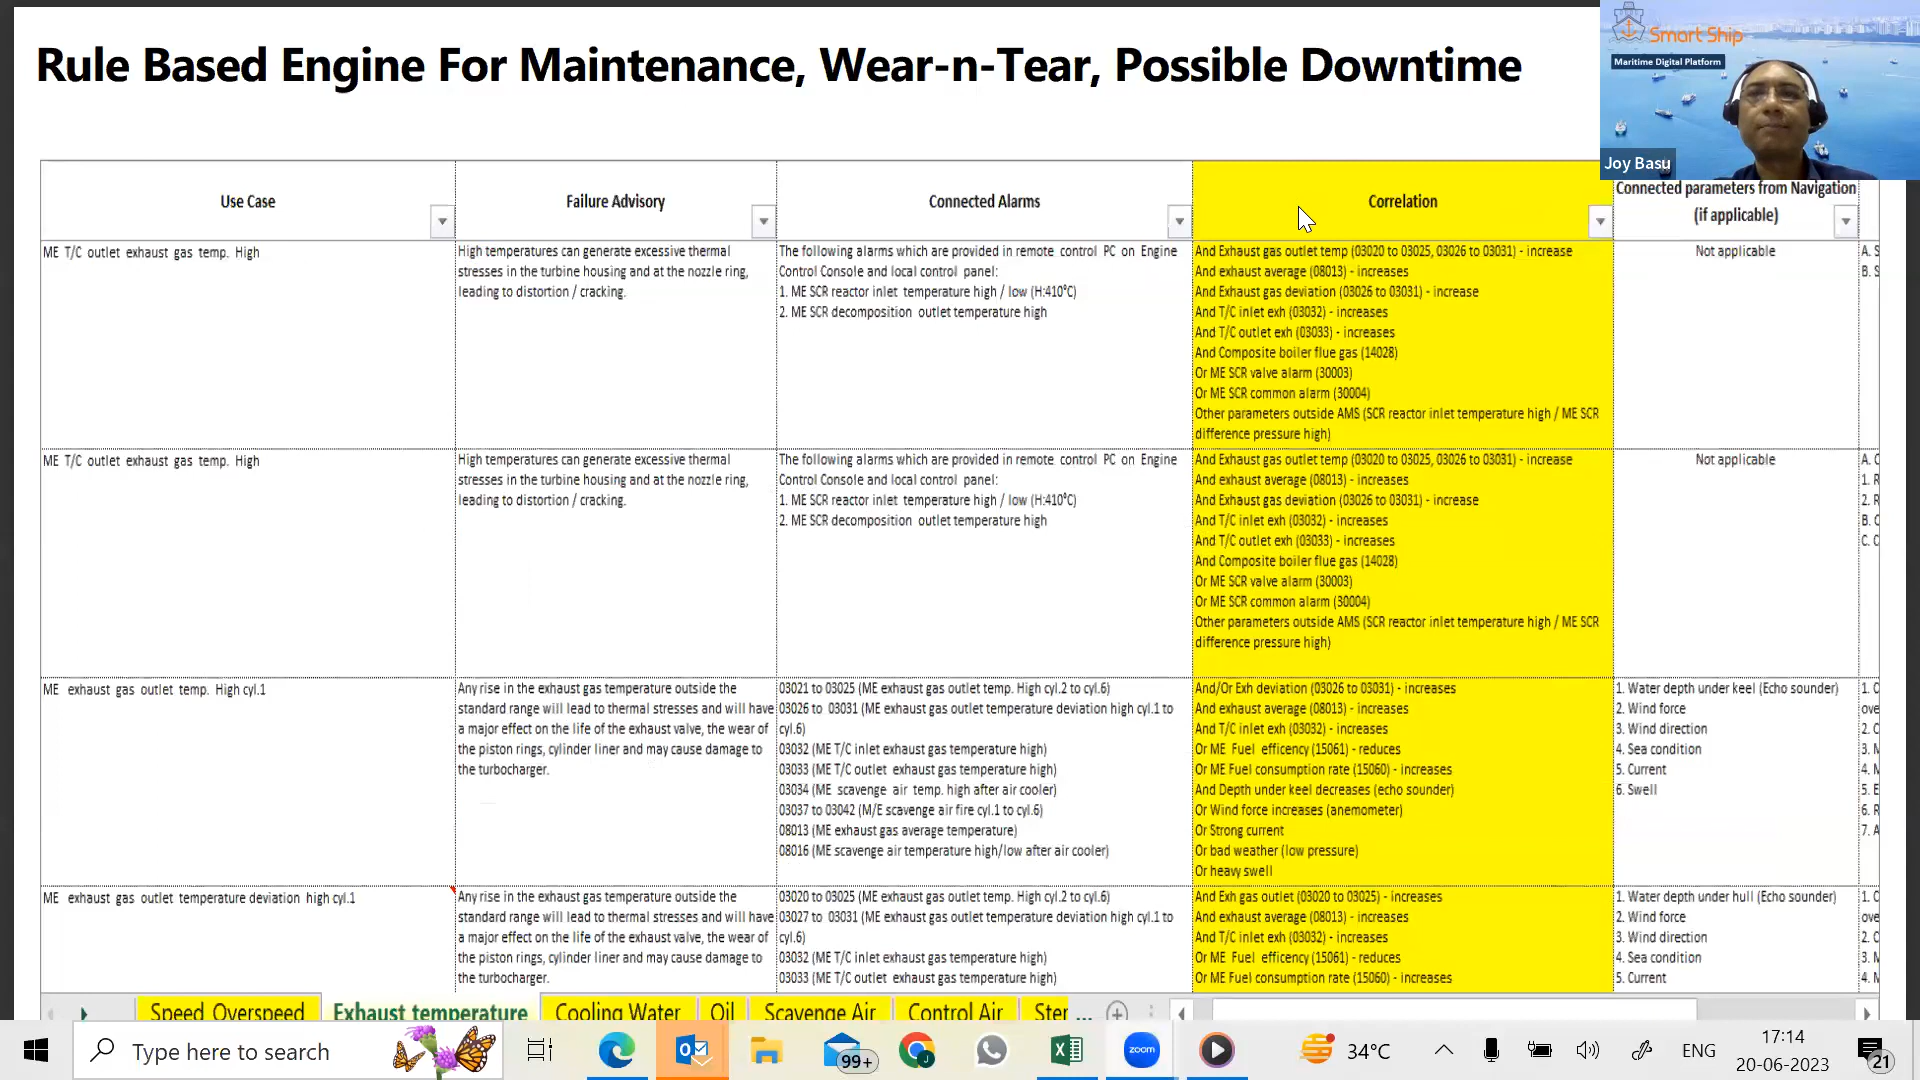 Rule Based Engine For Maintenance, Wear-n-Tear, Possible Downtime
Smart Ship
Maritime Digital Platform
Joy Basu
Use Case
Failure Advisory
Connected Alarms
Correlation
Connected parameters from Navigation
(if applicable)
ME T/C outlet exhaust gas temp. High
High temperatures can generate excessive thermal
stresses in the turbine housing and at the nozzle ring,
leading to distortion / cracking.
The following alarms which are provided in remote control PC on Engine
Control Console and local control panel:
1. ME SCR reactor inlet temperature high / low (H:410°C)
2. ME SCR decomposition outlet temperature high
And Exhaust gas outlet temp (03020 to 03025, 03026 to 03031) - increase
And exhaust average (08013) - increases
And Exhaust gas deviation (03026 to 03031) - increase
And T/C inlet exh (03032) - increases
And T/C outlet exh (03033) - increases
And Composite boiler flue gas (14028)
Or ME SCR valve alarm (30003)
Or ME SCR common alarm (30004)
Other parameters outside AMS (SCR reactor inlet temperature high / ME SCR
difference pressure high)
Not applicable
A. S
B. S
ME T/C outlet exhaust gas temp. High
High temperatures can generate excessive thermal
stresses in the turbine housing and at the nozzle ring,
leading to distortion / cracking.
The following alarms which are provided in remote control PC on Engine
Control Console and local control panel:
1. ME SCR reactor inlet temperature high / low (H:410°C)
2. ME SCR decomposition outlet temperature high
And Exhaust gas outlet temp (03020 to 03025, 03026 to 03031) - increase
And exhaust average (08013) - increases
And Exhaust gas deviation (03026 to 03031) - increase
And T/C inlet exh (03032) - increases
And T/C outlet exh (03033) - increases
And Composite boiler flue gas (14028)
Or ME SCR valve alarm (30003)
Or ME SCR common alarm (30004)
Other parameters outside AMS (SCR reactor inlet temperature high / ME SCR
difference pressure high)
Not applicable
A. C
1. R
2. R
B. C
C. C
ME exhaust gas outlet temp. High cyl.1
Any rise in the exhaust gas temperature outside the
standard range will lead to thermal stresses and will have
a major effect on the life of the exhaust valve, the wear of
the piston rings, cylinder liner and may cause damage to
the turbocharger.
03021 to 03025 (ME exhaust gas outlet temp. High cyl.2 to cyl.6)
03026 to 03031 (ME exhaust gas outlet temperature deviation high cyl.1 to
cyl.6)
03032 (ME T/C inlet exhaust gas temperature high)
03033 (ME T/C outlet exhaust gas temperature high)
03034 (ME scavenge air temp. high after air cooler)
03037 to 03042 (M/E scavenge air fire cyl.1 to cyl.6)
08013 (ME exhaust gas average temperature)
08016 (ME scavenge air temperature high/low after air cooler)
And/Or Exh deviation (03026 to 03031) - increases
And exhaust average (08013) - increases
And T/C inlet exh (03032) - increases
Or ME Fuel efficency (15061) - reduces
Or ME Fuel consumption rate (15060) - increases
And Depth under keel decreases (echo sounder)
Or Wind force increases (anemometer)
Or Strong current
Or bad weather (low pressure)
Or heavy swell
1. Water depth under keel (Echo sounder)
2. Wind force
3. Wind direction
4. Sea condition
5. Current
6. Swell
1. C
ove
2. C
3. M
4. M
5. E
6. R
7. A
ME exhaust gas outlet temperature deviation high cyl.1
Any rise in the exhaust gas temperature outside the
standard range will lead to thermal stresses and will have
a major effect on the life of the exhaust valve, the wear of
the piston rings, cylinder liner and may cause damage to
the turbocharger.
03020 to 03025 (ME exhaust gas outlet temp. High cyl.2 to cyl.6)
03027 to 03031 (ME exhaust gas outlet temperature deviation high cyl.1 to
cyl.6)
03032 (ME T/C inlet exhaust gas temperature high)
03033 (ME T/C outlet exhaust gas temperature high)
And Exh gas outlet (03020 to 03025) - increases
And exhaust average (08013) - increases
And T/C inlet exh (03032) - increases
Or ME Fuel efficency (15061) - reduces
Or ME Fuel consumption rate (15060) - increases
1. Water depth under hull (Echo sounder)
2. Wind force
3. Wind direction
4. Sea condition
5. Current
1. C
ove
2. C
3. M
4. M
Speed Overspeed
Exhaust temperature
Cooling Water
Oil
Scavenge Air
Control Air
Ster ...
Type here to search
99+
zoom
34°C
ENG
17:14
20-06-2023
21